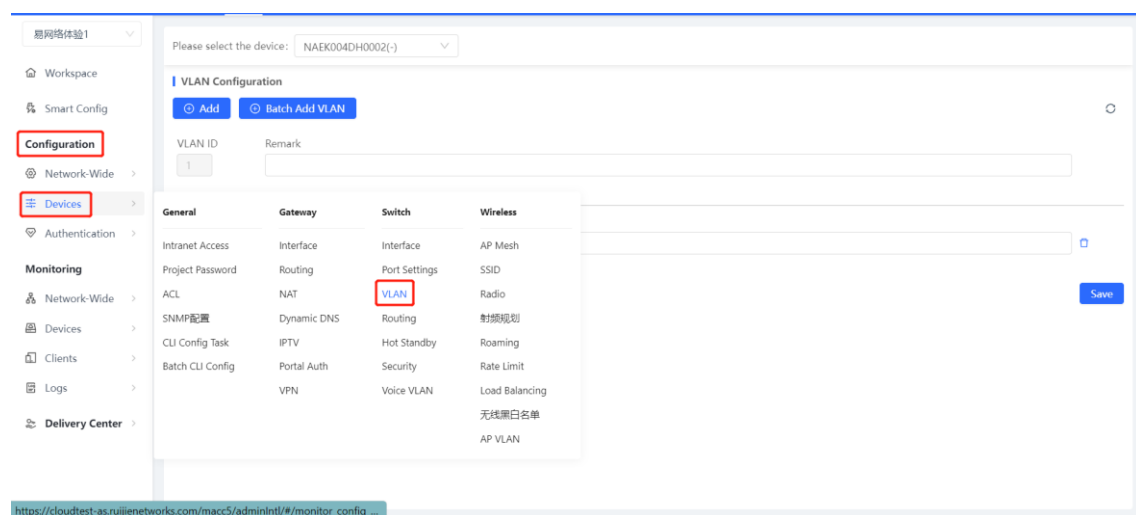 易网络体验1
Workspace
Smart Config
Configuration
Network-Wide
Devices
Authentication
Monitoring
Network-Wide
Devices
Clients
Logs
Delivery Center
Please select the device: NAEK004DH0002(-)
VLAN Configuration
Add Batch Add VLAN
VLAN ID Remark
1
General Gateway Switch Wireless
Intranet Access Interface Interface AP Mesh
Project Password Routing Port Settings SSID
ACL NAT VLAN Radio
SNMP配置 Dynamic DNS Routing 射频规划
CLI Config Task IPTV Hot Standby Roaming
Batch CLI Config Portal Auth Security Rate Limit
VPN Voice VLAN Load Balancing
无线黑白名单
AP VLAN
Save
https://cloudtest-as.ruijienetworks.com/macc5/adminIntl/#/monitor_config_...